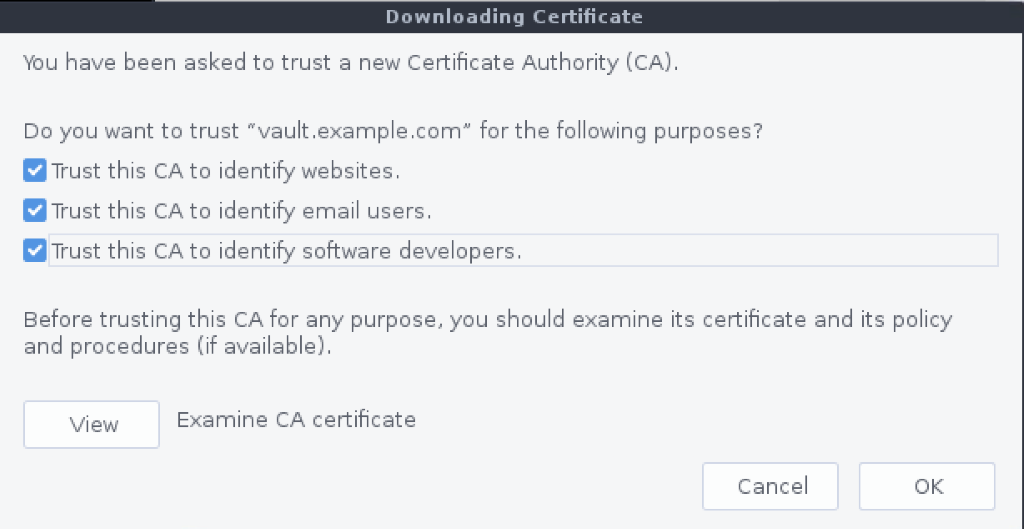 Downloading Certificate
You have been asked to trust a new Certificate Authority (CA).
Do you want to trust “vault.example.com” for the following purposes?
Trust this CA to identify websites.
Trust this CA to identify email users.
Trust this CA to identify software developers.
Before trusting this CA for any purpose, you should examine its certificate and its policy
and procedures (if available).
View
Examine CA certificate
Cancel
OK